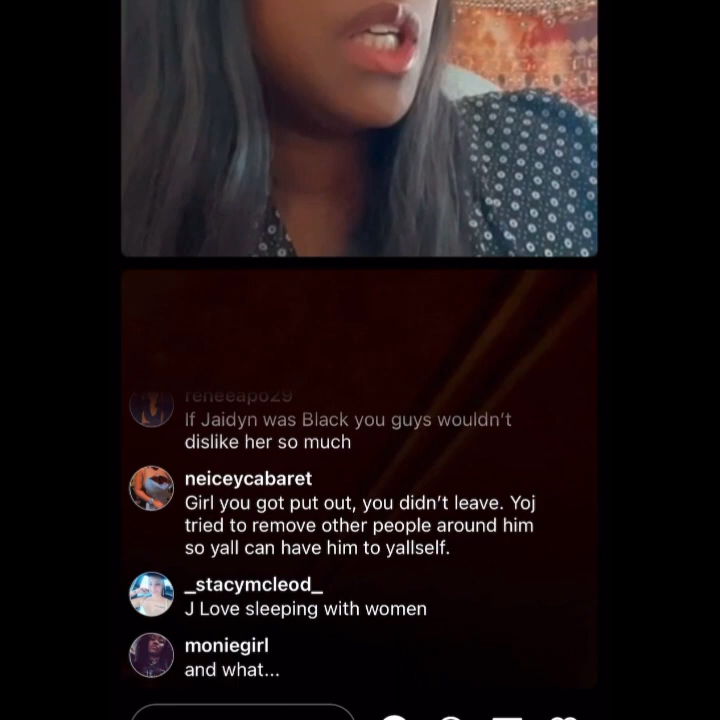 reneeapo29
If Jaidyn was Black you guys wouldn't
dislike her so much
neiceycabaret
Girl you got put out, you didn't leave. Yoj
tried to remove other people around him
so yall can have him to yallself.
_stacymcleod_
J Love sleeping with women
moniegirl
and what...